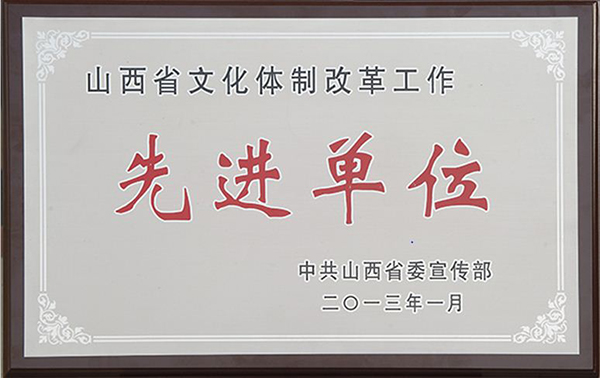 山西省文化体制改革工作
先进单位
中共山西省委宣传部
二〇一三年一月